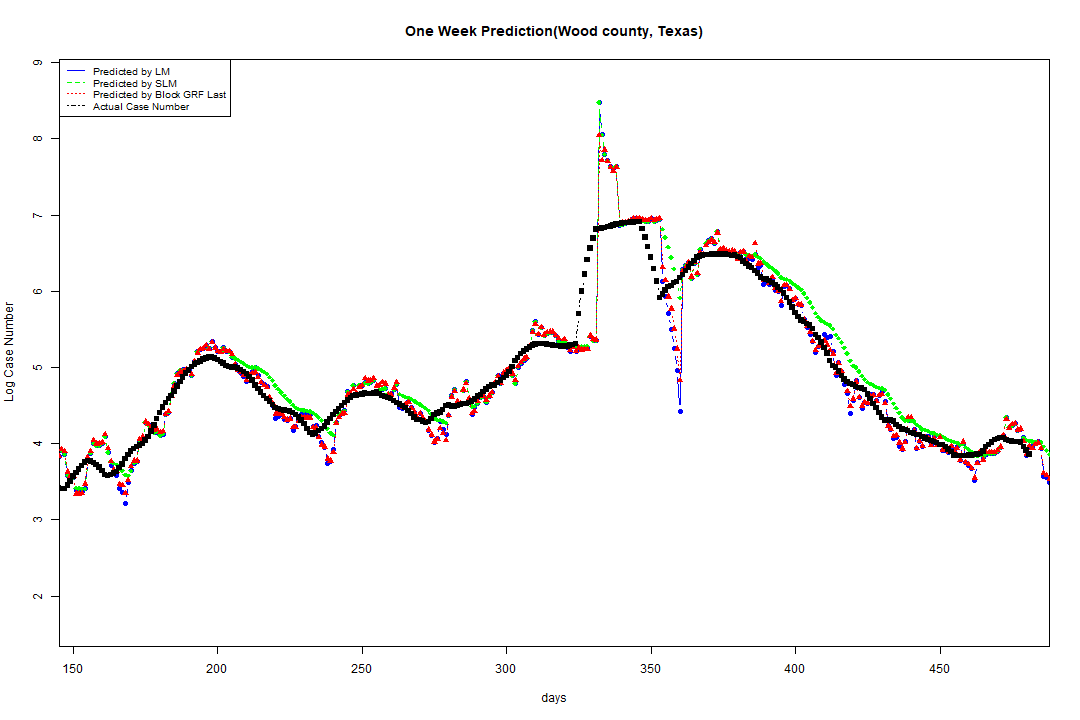 One Week Prediction(Wood county, Texas)
Predicted by LM
Predicted by SLM
Predicted by Block GRF Last
Actual Case Number
9
8
7
6
5
4
3
2
Log Case Number
150 200 250 300 350 400 450
days